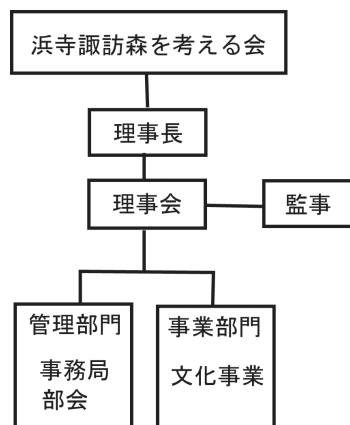 浜寺諏訪森を考える会
理事長
理事会
監事
管理部門
事務局
部会
事業部門
文化事業